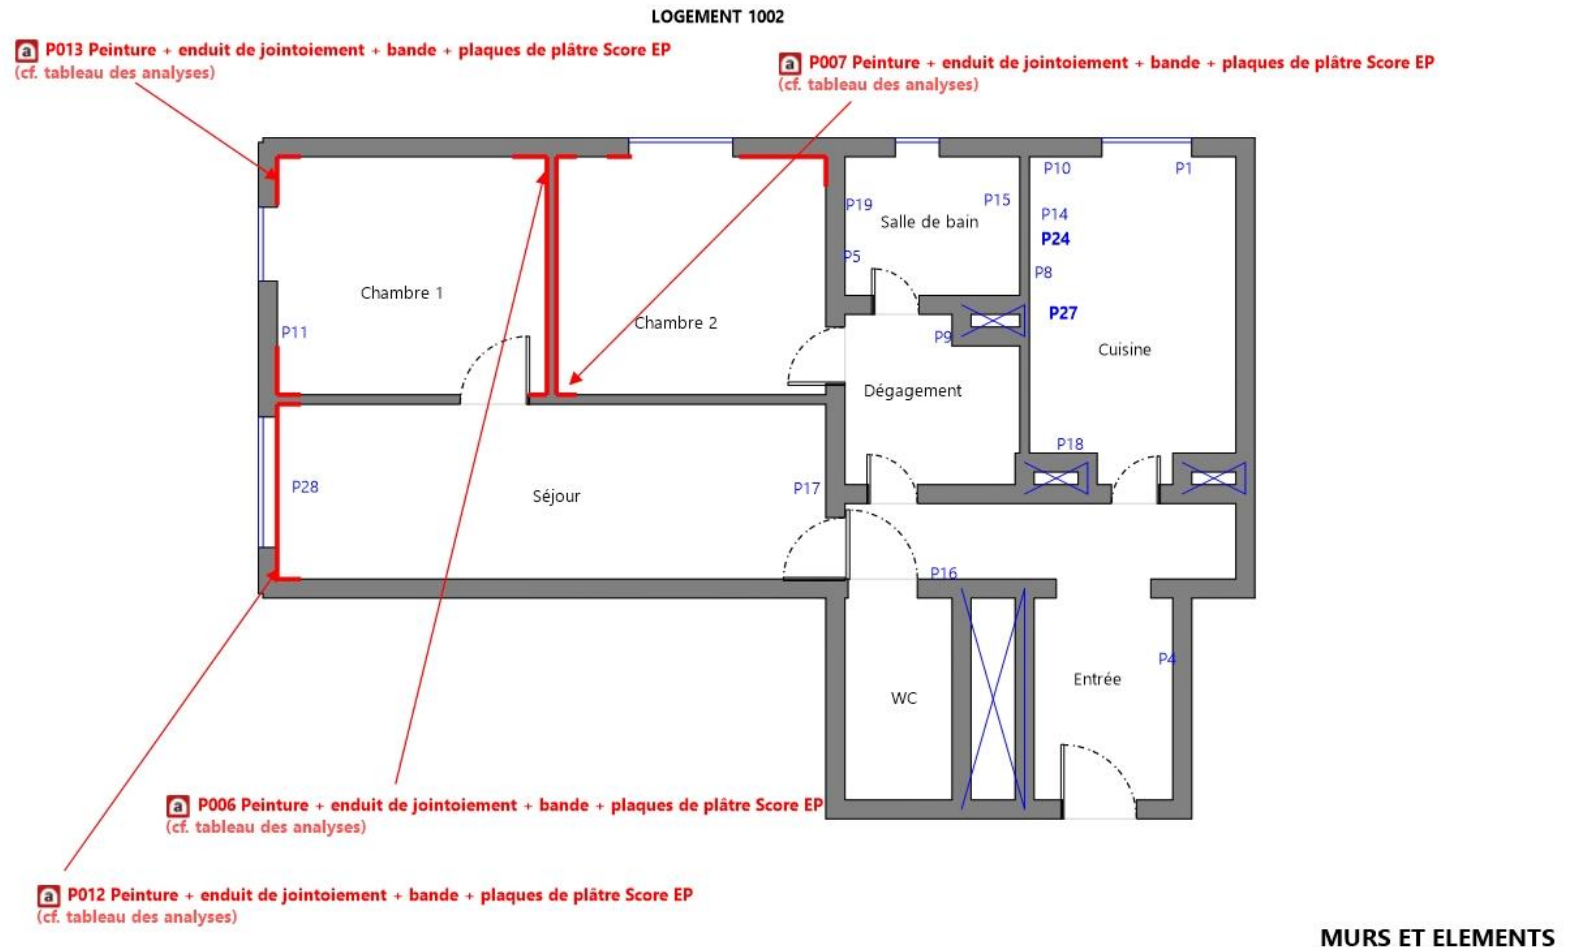 LOGEMENT 1002
a P013 Peinture + enduit de jointoiement + bande + plaques de plâtre Score EP
(cf. tableau des analyses)
a P007 Peinture + enduit de jointoiement + bande + plaques de plâtre Score EP
(cf. tableau des analyses)
P10
P1
P19
P15
P14
Salle de bain
P24
P5
P8
Chambre 1
P27
Chambre 2
P11
P9
Cuisine
Dégagement
P18
P28
Séjour
P17
P16
P4
Entrée
WC
a P006 Peinture + enduit de jointoiement + bande + plaques de plâtre Score EP
(cf. tableau des analyses)
a P012 Peinture + enduit de jointoiement + bande + plaques de plâtre Score EP
(cf. tableau des analyses)
MURS ET ELEMENTS